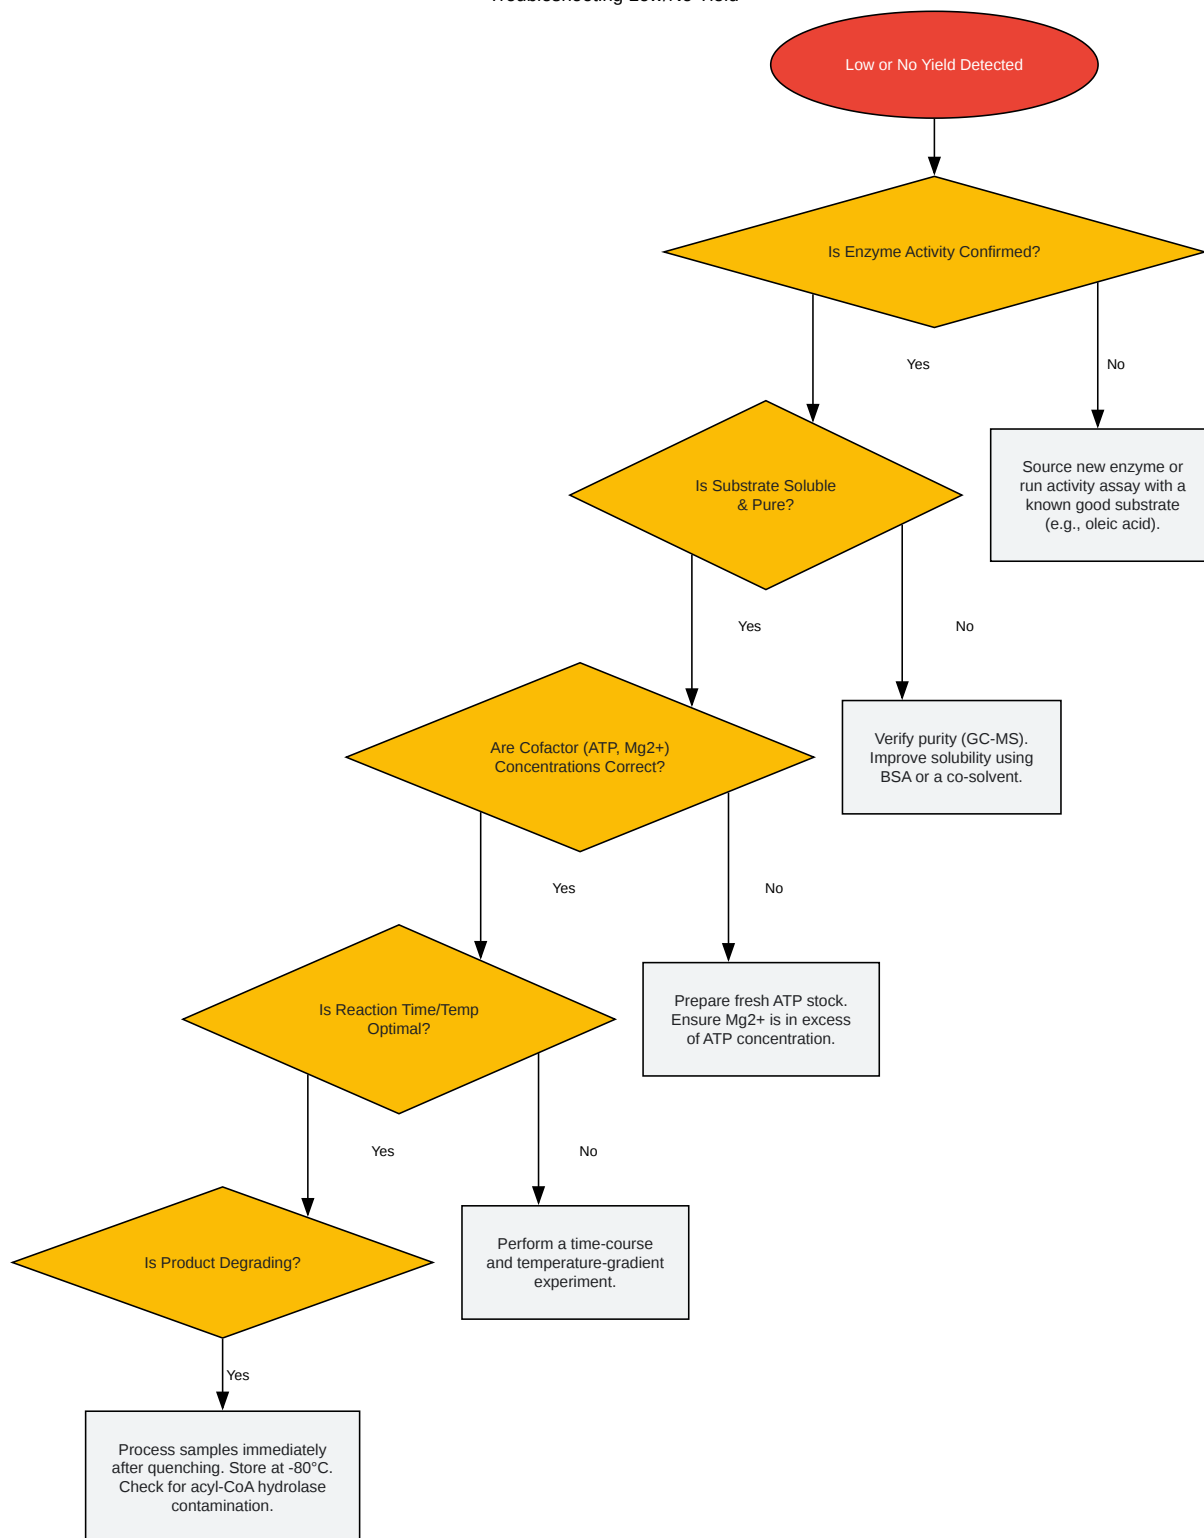 Troubleshooting Low/No Yield
Low or No Yield Detected
Is Enzyme Activity Confirmed?
Yes
No
Is Substrate Soluble
& Pure?
Source new enzyme or
run activity assay with a
known good substrate
(e.g., oleic acid).
Yes
No
Are Cofactor (ATP, Mg2+)
Concentrations Correct?
Verify purity (GC-MS).
Improve solubility using
BSA or a co-solvent.
Yes
No
Is Reaction Time/Temp
Optimal?
Prepare fresh ATP stock.
Ensure Mg2+ is in excess
of ATP concentration.
Yes
No
Is Product Degrading?
Perform a time-course
and temperature-gradient
experiment.
Yes
Process samples immediately
after quenching. Store at -80°C.
Check for acyl-CoA hydrolase
contamination.